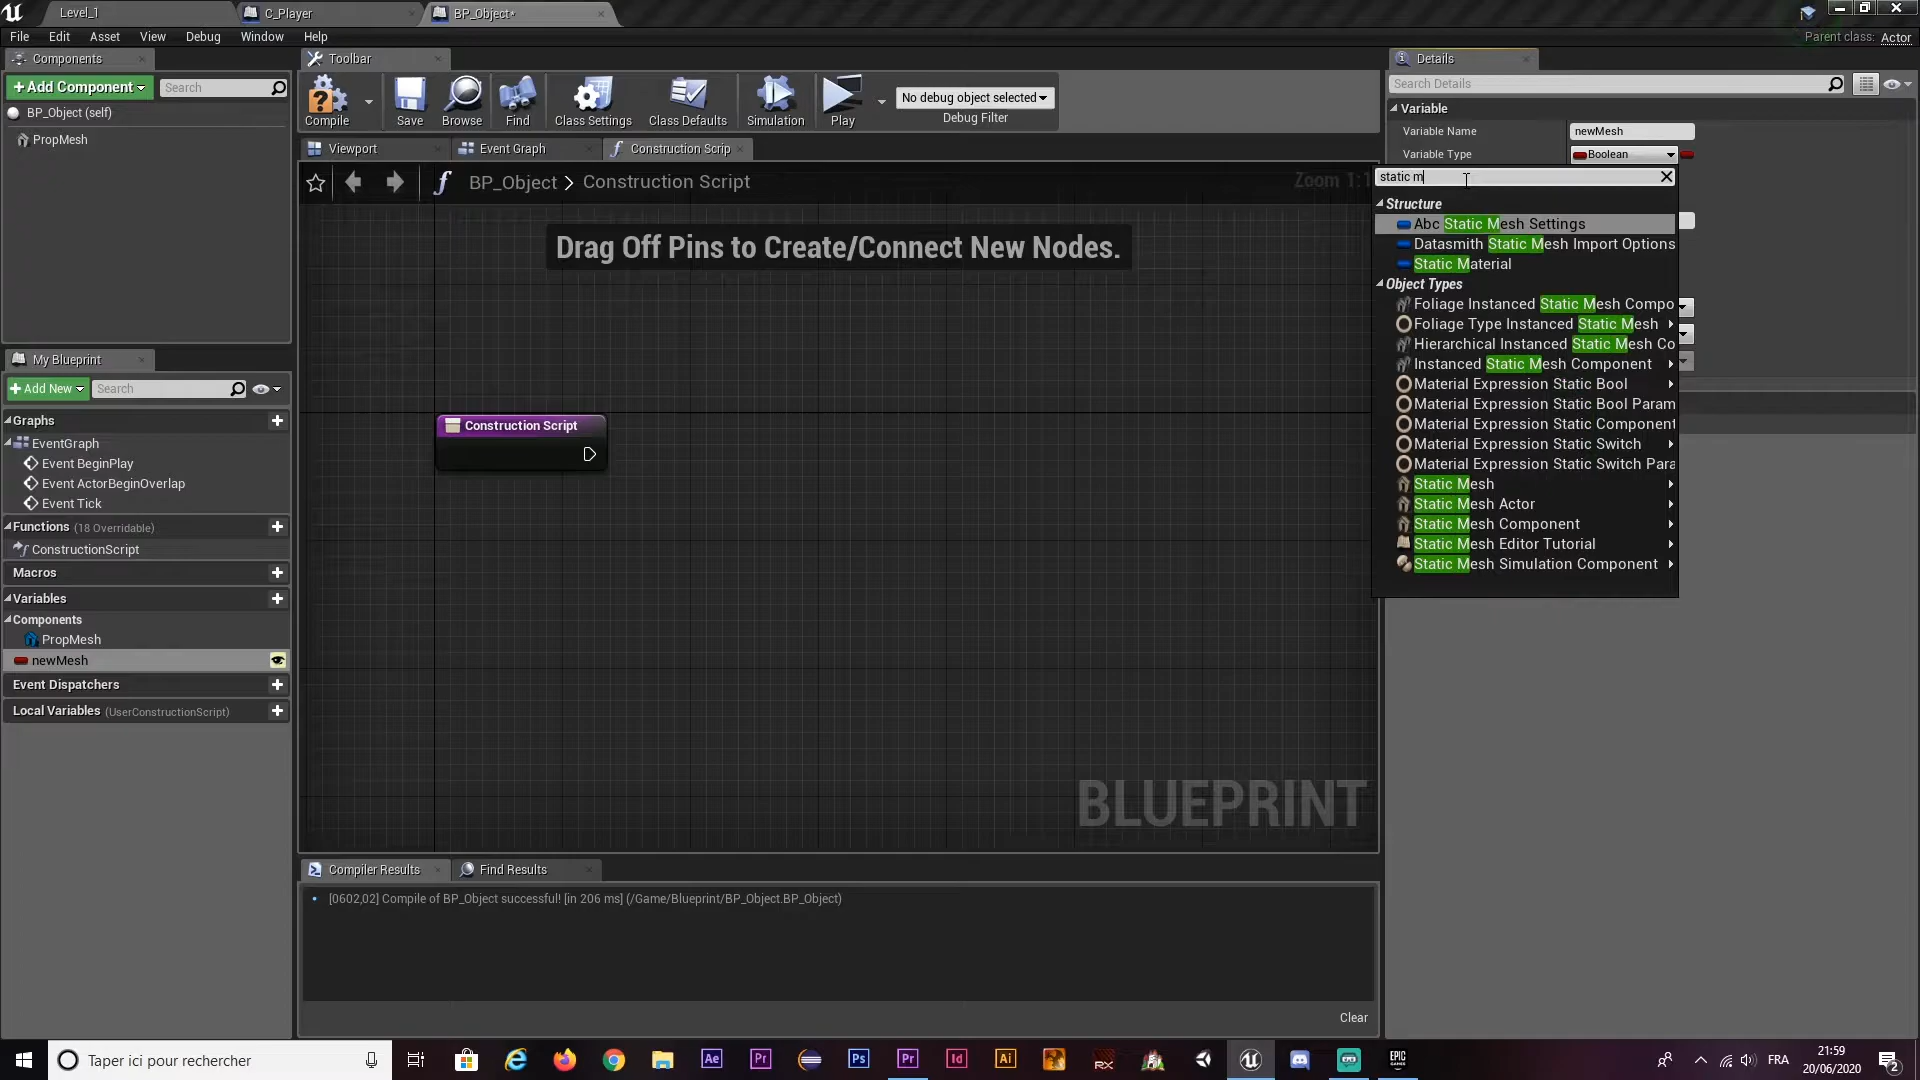 Level_1
C_Player
BP_Object*
File Edit Asset View Debug Window Help
Parent class: Actor
Components
+Add Component
Search
BP_Object (self)
PropMesh
Toolbar
Compile
Save
Browse
Find
Class Settings
Class Defaults
Simulation
Play
No debug object selected
Debug Filter
Viewport
Event Graph
Construction Scrip
BP_Object > Construction Script
Zoom 1:1
Drag Off Pins to Create/Connect New Nodes.
Construction Script
BLUEPRINT
My Blueprint
+Add New
Search
Graphs
EventGraph
Event BeginPlay
Event ActorBeginOverlap
Event Tick
Functions (18 Overridable)
ConstructionScript
Macros
Variables
Components
PropMesh
newMesh
Event Dispatchers
Local Variables (UserConstructionScript)
Compiler Results
Find Results
[0602,02] Compile of BP_Object successful! [in 206 ms] (/Game/Blueprint/BP_Object.BP_Object)
Clear
Details
Search Details
Variable
Variable Name
newMesh
Variable Type
Boolean
static m
Structure
Abc Static Mesh Settings
Datasmith Static Mesh Import Options
Static Material
Object Types
Foliage Instanced Static Mesh Compo
Foliage Type Instanced Static Mesh
Hierarchical Instanced Static Mesh Co
Instanced Static Mesh Component
Material Expression Static Bool
Material Expression Static Bool Param
Material Expression Static Component
Material Expression Static Switch
Material Expression Static Switch Para
Static Mesh
Static Mesh Actor
Static Mesh Component
Static Mesh Editor Tutorial
Static Mesh Simulation Component
Taper ici pour rechercher
Ae
Pr
Ps
Pr
Id
Ai
RX
EPIC
GAMES
FRA
21:59
20/06/2020
2